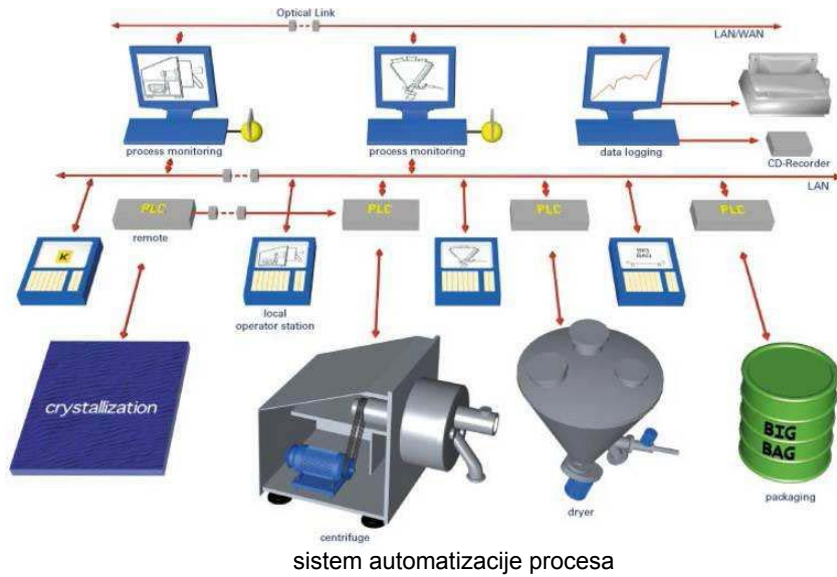 Optical Link
LAN/WAN
process monitoring
process monitoring
data logging
CD-Recorder
LAN
PLC
PLC
PLC
PLC
remote
K
BIG
BAG
local
operator station
crystallization
BIG
BAG
packaging
dryer
centrifuge
sistem automatizacije procesa